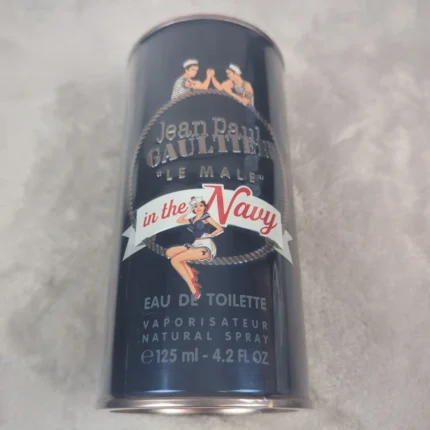 Jean Paul
GAULTIER
"LE MALE"
in the Navy
EAU DE TOILETTE
VAPORISATEUR
NATURAL SPRAY
℮125 ml - 4.2 FL OZ